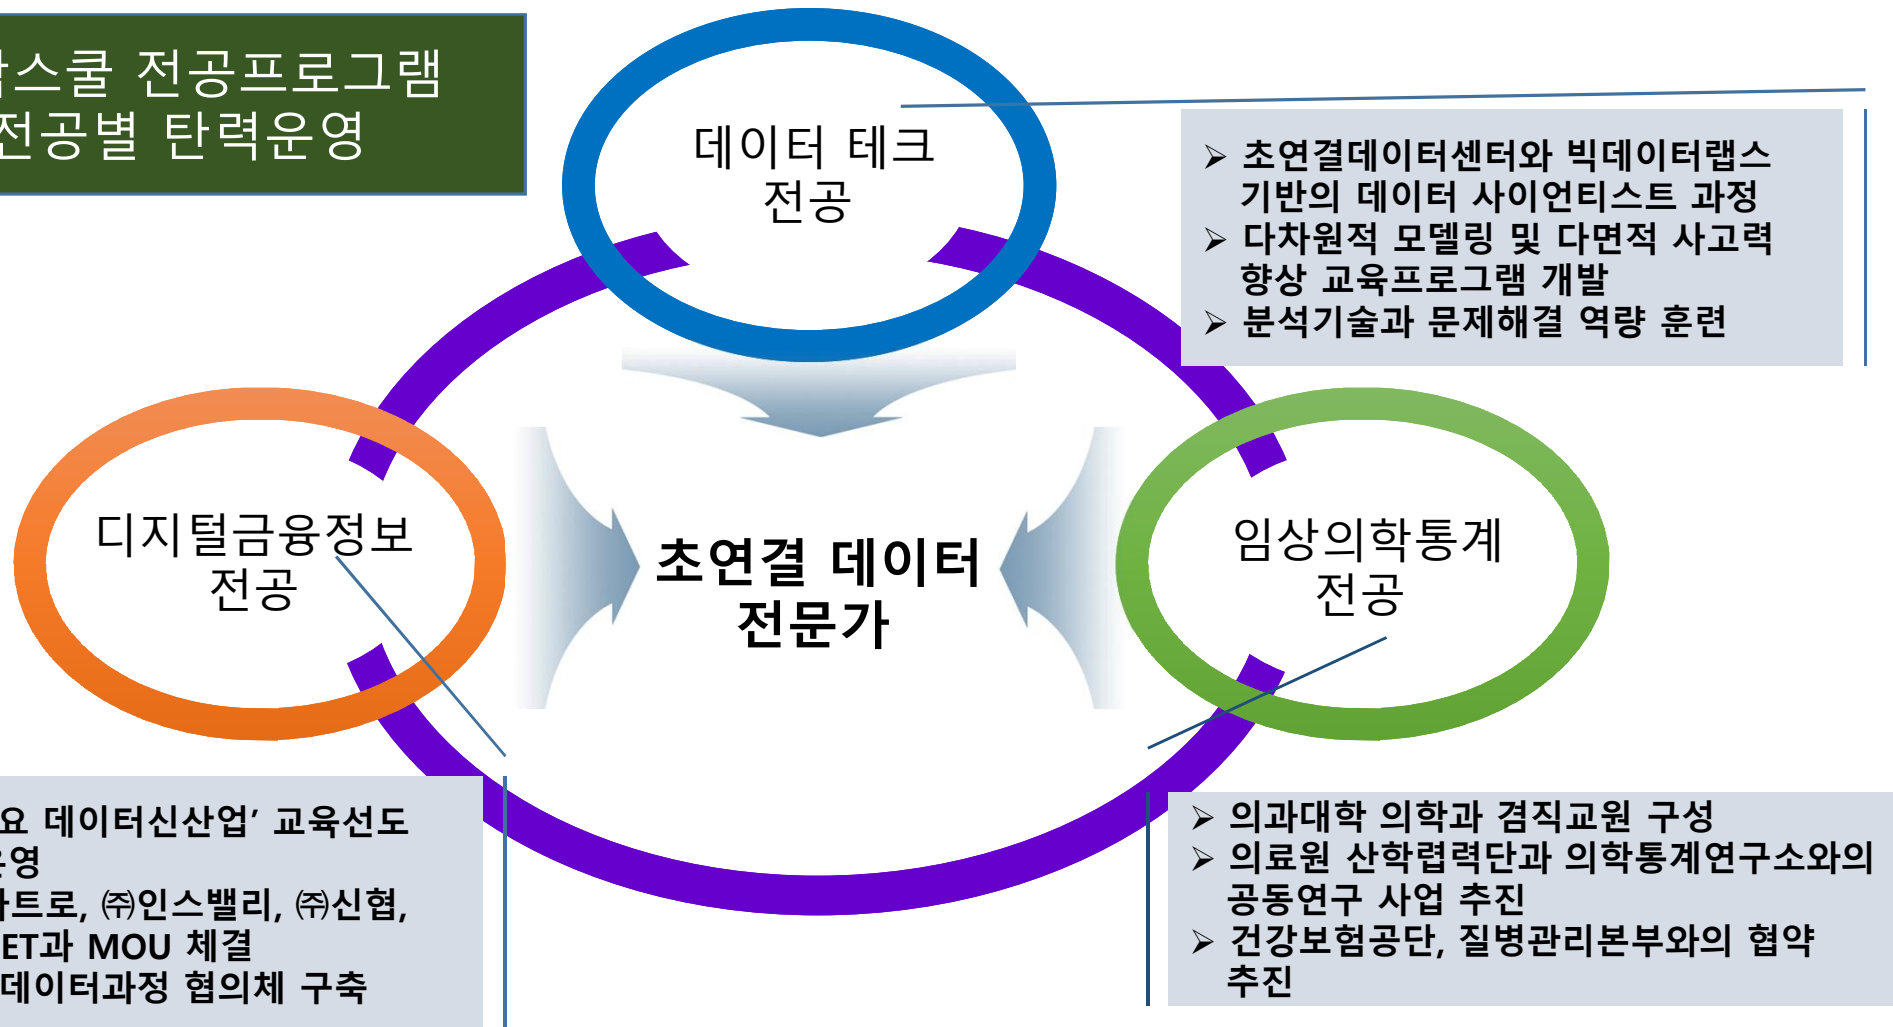 전공프로그램
전공별 탄력운영
데이터 테크
전공
➢ 초연결데이터센터와 빅데이터랩스
기반의 데이터 사이언티스트 과정
➢ 다차원적 모델링 및 다면적 사고력
향상 교육프로그램 개발
➢ 분석기술과 문제해결 역량 훈련
디지털금융정보
전공
초연결 데이터
전문가
임상의학통계
전공
데이터신산업’ 교육선도
㈜인스밸리, ㈜신협,
MOU 체결
데이터과정 협의체 구축
➢ 의과대학 의학과 겸직교원 구성
➢ 의료원 산학렵력단과 의학통계연구소와의
공동연구 사업 추진
➢ 건강보험공단, 질병관리본부와의 협약
추진